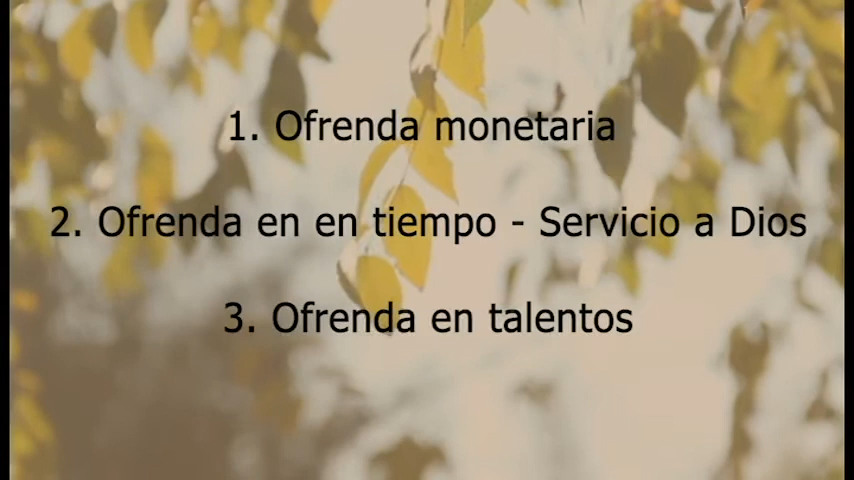 1. Ofrenda monetaria
2. Ofrenda en en tiempo - Servicio a Dios
3. Ofrenda en talentos